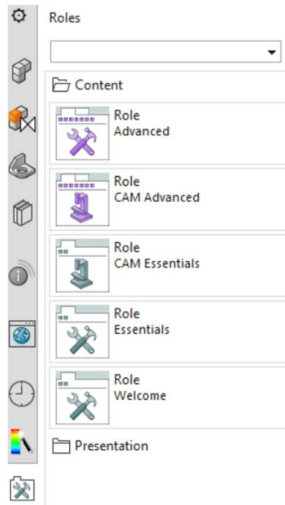 Roles
Content
Role
Advanced
Role
CAM Advanced
Role
CAM Essentials
Role
Essentials
Role
Welcome
Presentation